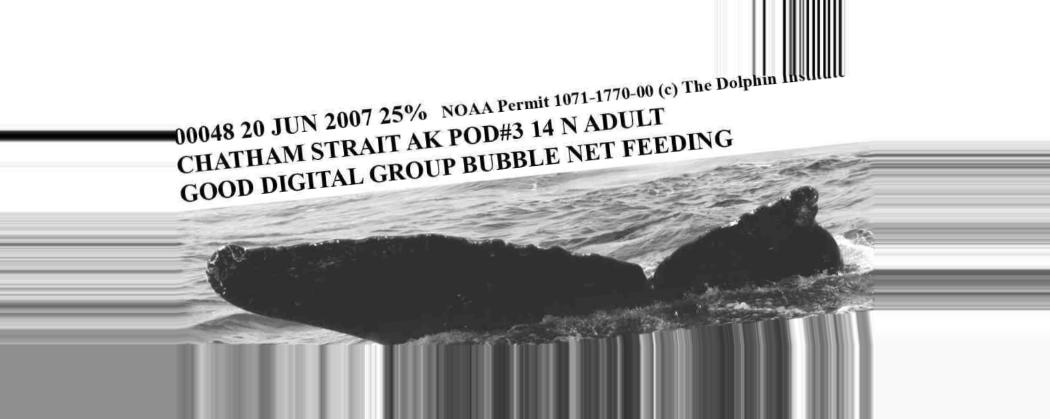 00048 20 JUN 2007 25% NOAA Permit 1071-1770-00 (c) The Dolphin Institute
CHATHAM STRAIT AK POD#3 14 N ADULT
GOOD DIGITAL GROUP BUBBLE NET FEEDING